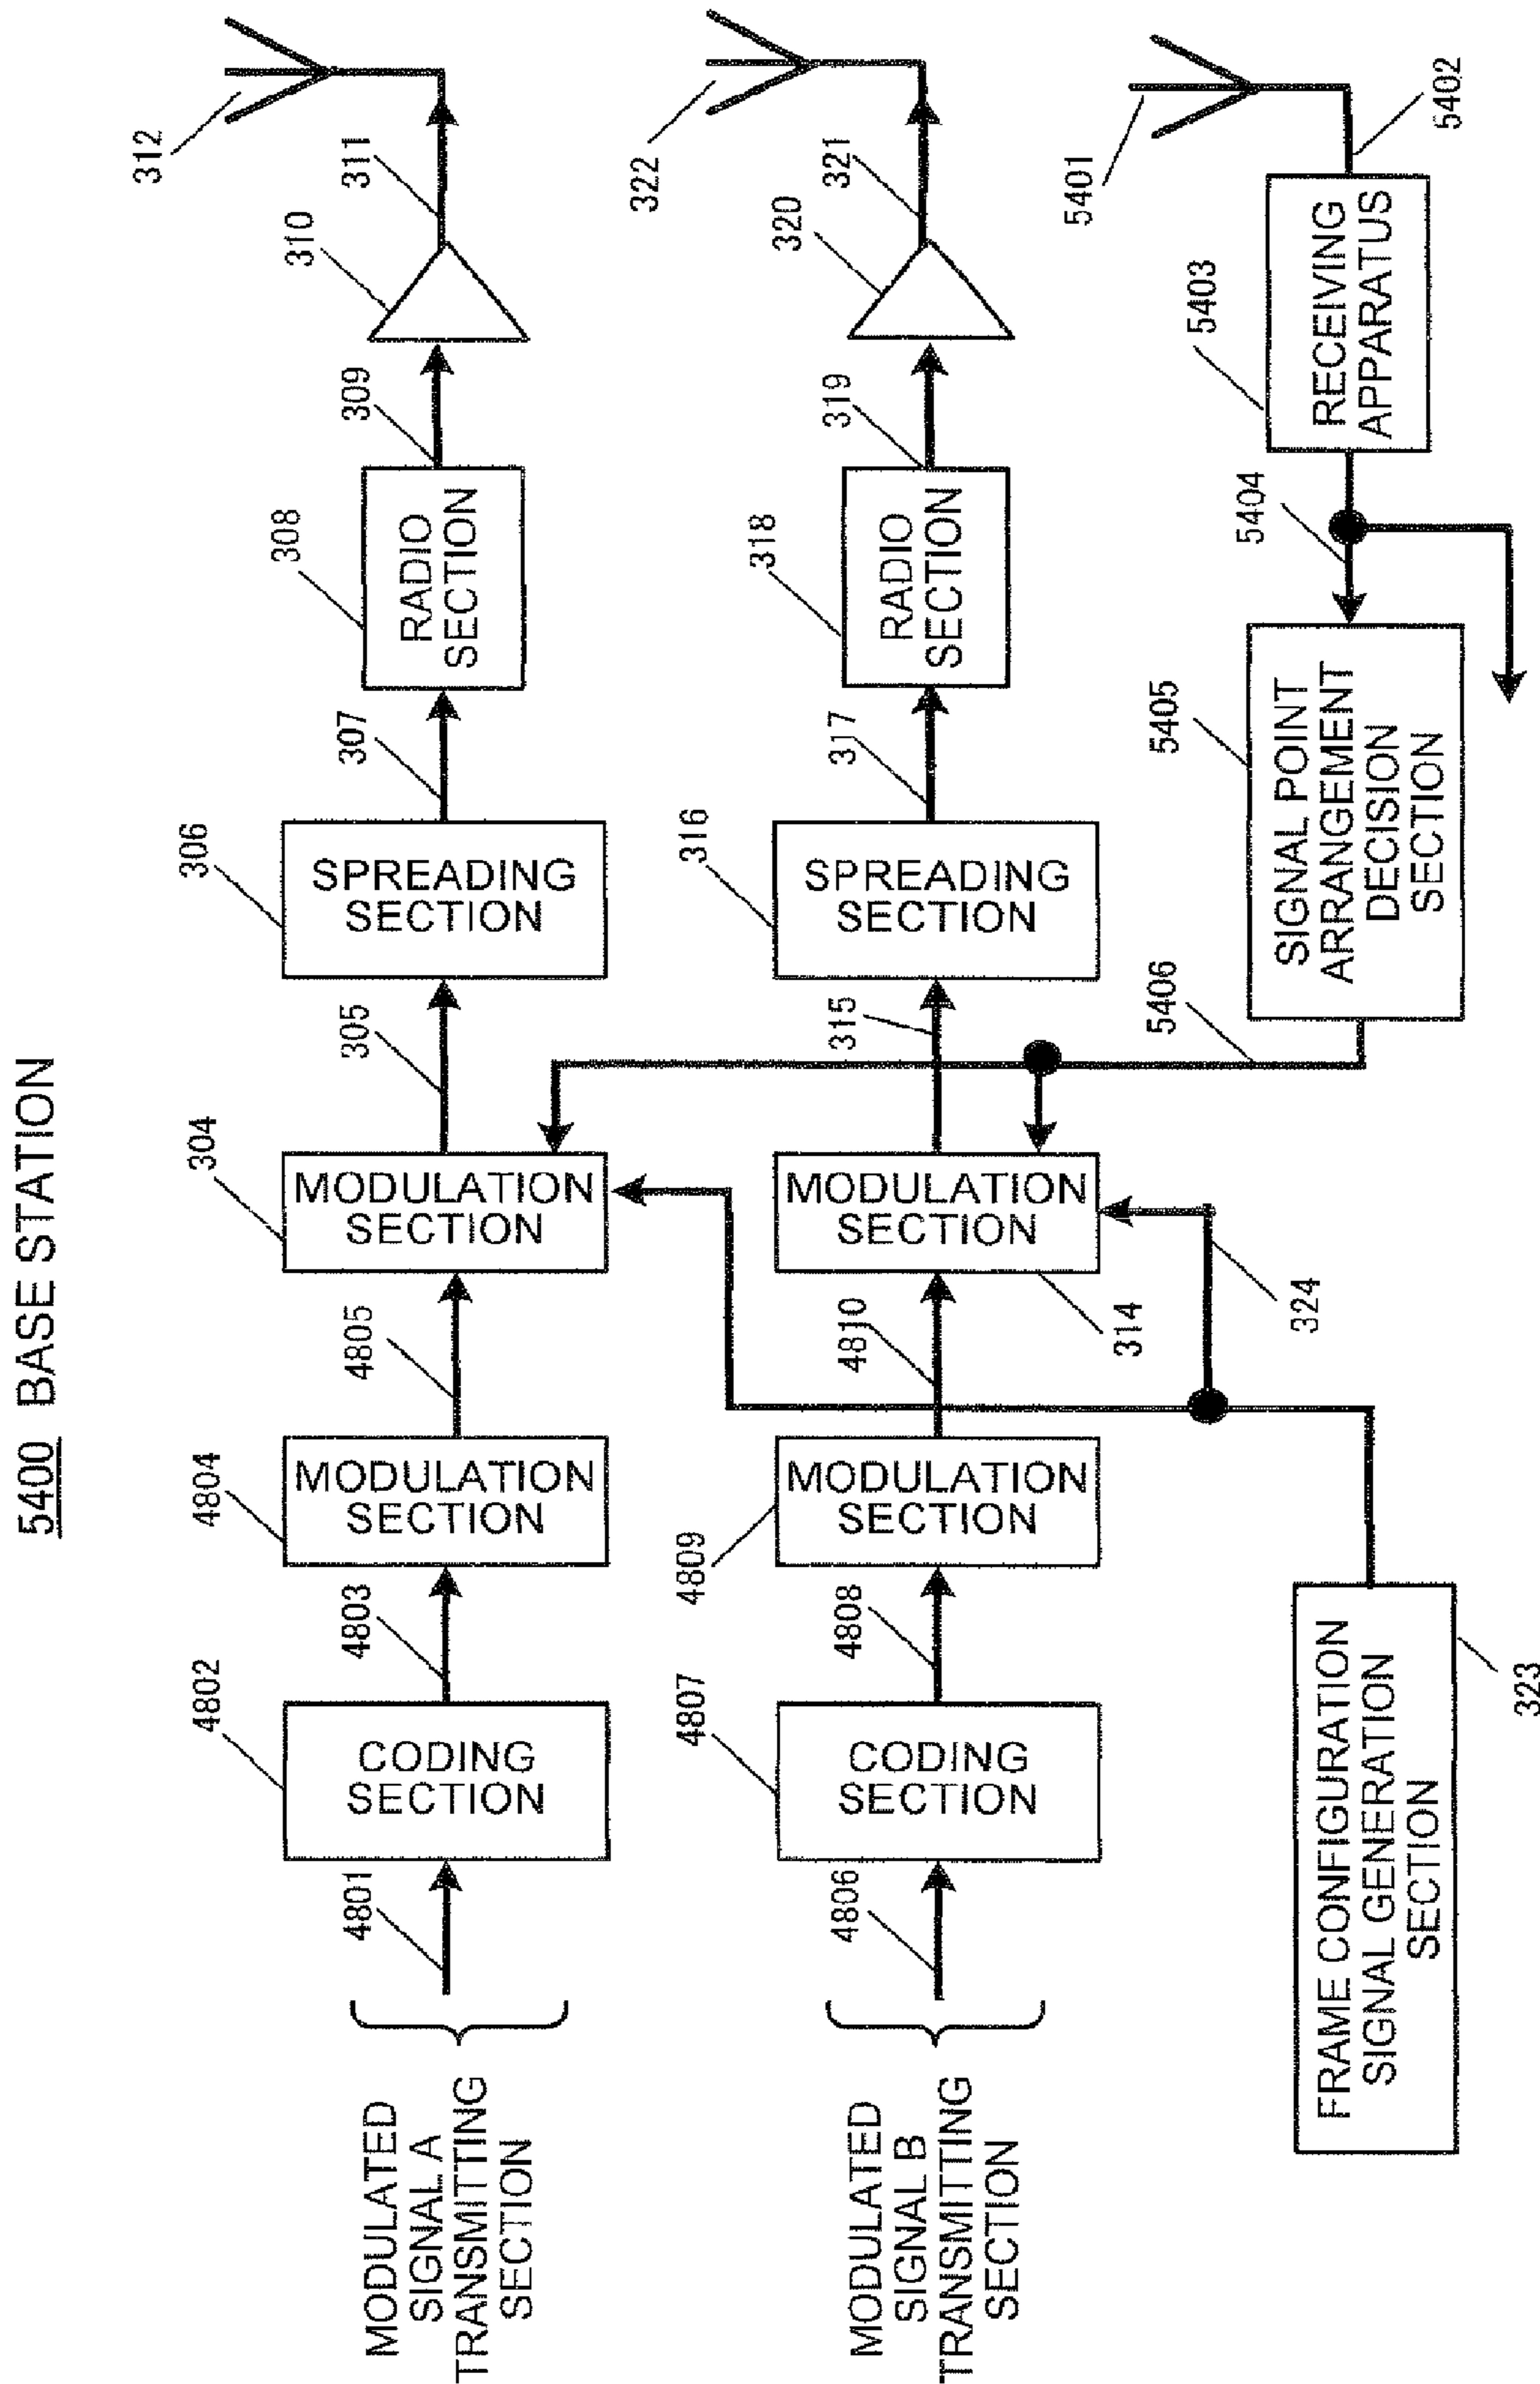 5400 BASE STATION
MODULATED
SIGNAL A
TRANSMITTING
SECTION
4801
4802
CODING
SECTION
4803
4804
MODULATION
SECTION
4805
304
MODULATION
SECTION
305
306
SPREADING
SECTION
307
308
RADIO
SECTION
309
310
311
312
MODULATED
SIGNAL B
TRANSMITTING
SECTION
4806
4807
CODING
SECTION
4808
4809
MODULATION
SECTION
4810
314
MODULATION
SECTION
315
316
SPREADING
SECTION
317
318
RADIO
SECTION
319
320
321
322
FRAME CONFIGURATION
SIGNAL GENERATION
SECTION
323
324
5406
5405
SIGNAL POINT
ARRANGEMENT
DECISION
SECTION
5404
5403
RECEIVING
APPARATUS
5402
5401